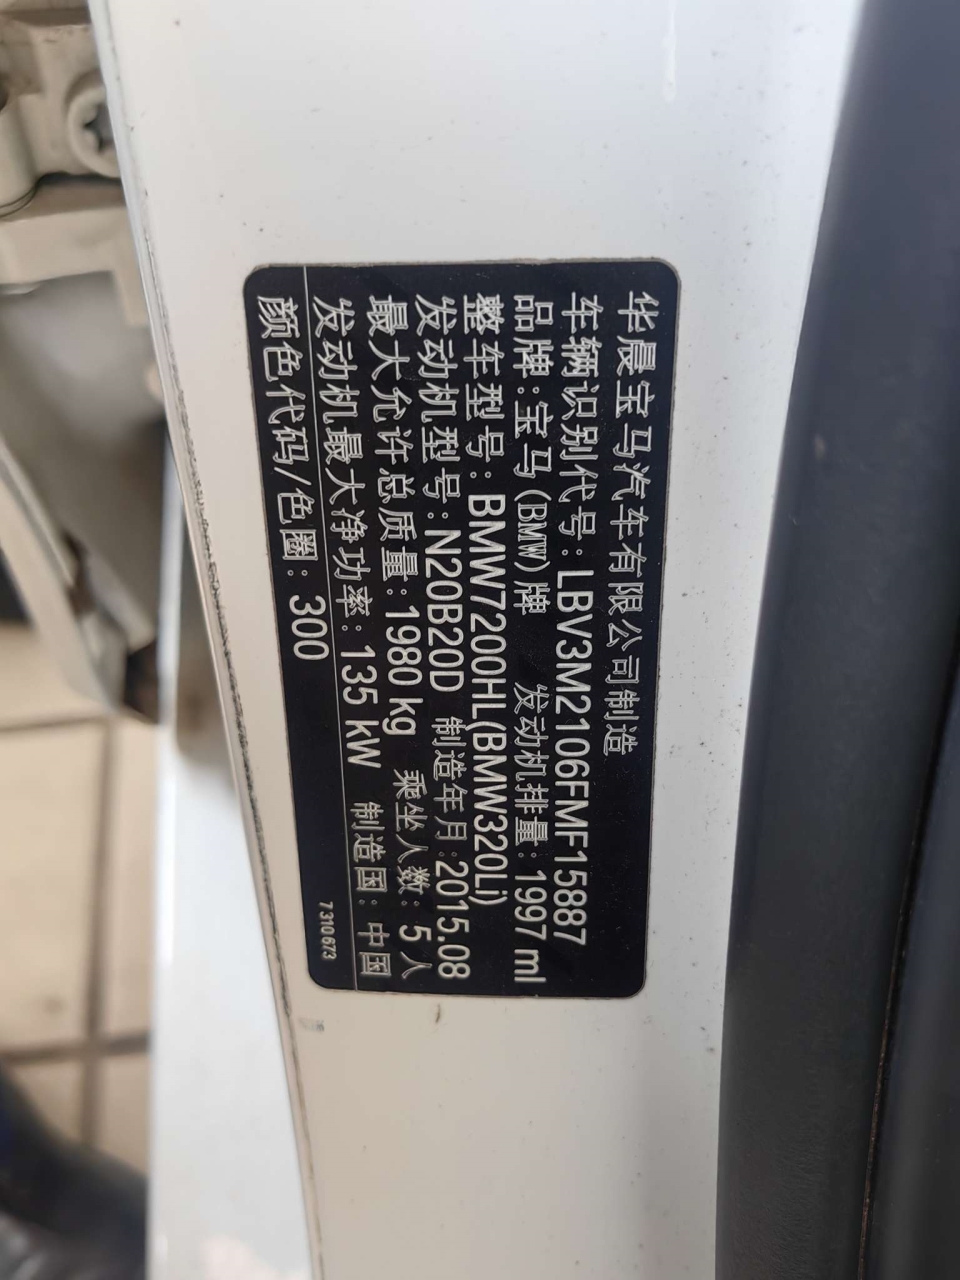 华晨宝马汽车有限公司制造
车辆识别代号:LBV3M2106FMF15887
品牌:宝马(BMW)牌 发动机排量:1997 ml
整车型号:BMW7200HL(BMW320Li)
发动机型号:N20B20D 制造年月:2015.08
最大允许总质量:1980 kg 乘坐人数:5人
发动机最大净功率:135 kW 制造国:中国
颜色代码/色圈:300
7310673